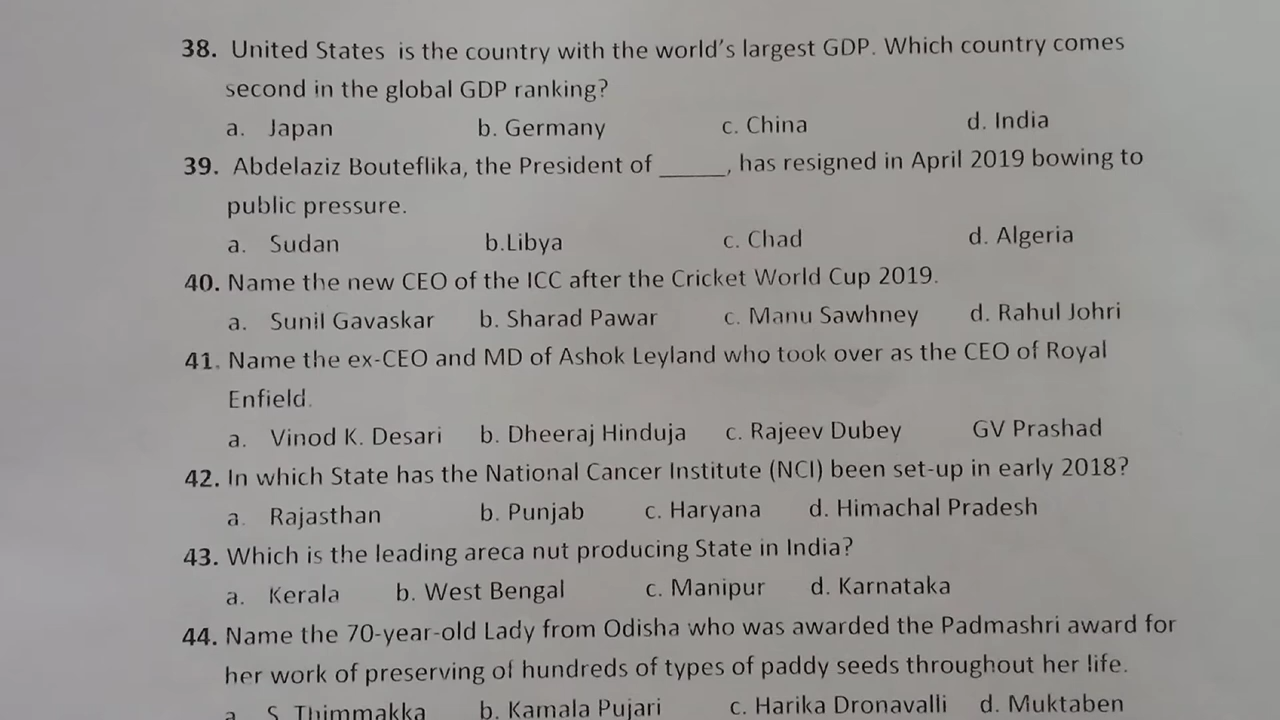 38. United States is the country with the world's largest GDP. Which country comes
second in the global GDP ranking?
a. Japan b. Germany c. China d. India
39. Abdelaziz Bouteflika, the President of _____, has resigned in April 2019 bowing to
public pressure.
a. Sudan b.Libya c. Chad d. Algeria
40. Name the new CEO of the ICC after the Cricket World Cup 2019.
a. Sunil Gavaskar b. Sharad Pawar c. Manu Sawhney d. Rahul Johri
41. Name the ex-CEO and MD of Ashok Leyland who took over as the CEO of Royal
Enfield.
a. Vinod K. Desari b. Dheeraj Hinduja c. Rajeev Dubey GV Prashad
42. In which State has the National Cancer Institute (NCI) been set-up in early 2018?
a. Rajasthan b. Punjab c. Haryana d. Himachal Pradesh
43. Which is the leading areca nut producing State in India?
a. Kerala b. West Bengal c. Manipur d. Karnataka
44. Name the 70-year-old Lady from Odisha who was awarded the Padmashri award for
her work of preserving of hundreds of types of paddy seeds throughout her life.
a S. Thimmakka b. Kamala Pujari c. Harika Dronavalli d. Muktaben